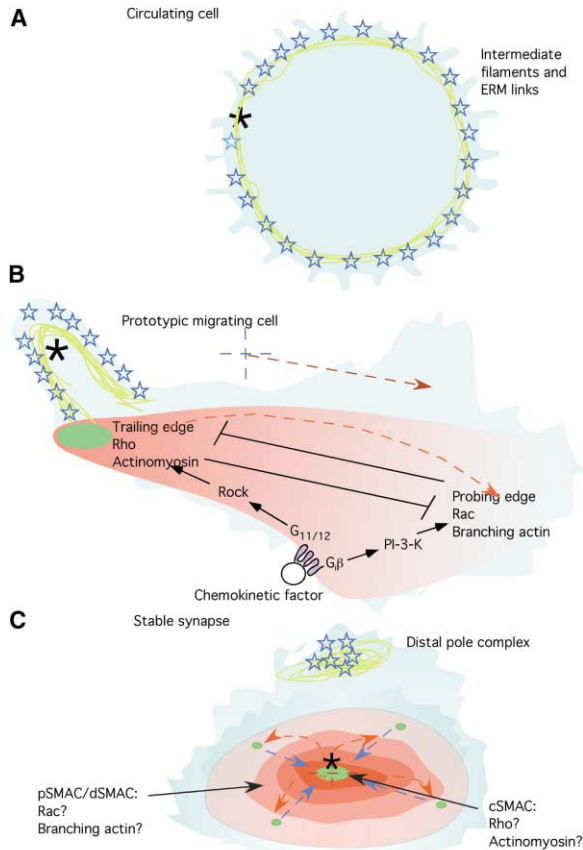 A
Circulating cell
Intermediate
filaments and
ERM links
B
Prototypic migrating cell
Trailing edge
Rho
Actinomyosin
Rock
G11/12
Giβ
PI-3-K
Probing edge
Rac
Branching actin
Chemokinetic factor
C
Stable synapse
Distal pole complex
pSMAC/dSMAC:
Rac?
Branching actin?
cSMAC:
Rho?
Actinomyosin?